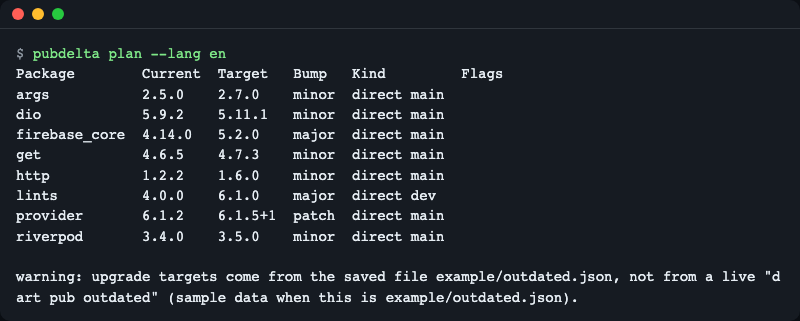 $ pubdelta plan --lang en
Package Current Target Bump Kind Flags
args 2.5.0 2.7.0 minor direct main
dio 5.9.2 5.11.1 minor direct main
firebase_core 4.14.0 5.2.0 major direct main
get 4.6.5 4.7.3 minor direct main
http 1.2.2 1.6.0 minor direct main
lints 4.0.0 6.1.0 major direct dev
provider 6.1.2 6.1.5+1 patch direct main
riverpod 3.4.0 3.5.0 minor direct main
warning: upgrade targets come from the saved file example/outdated.json, not from a live "d
art pub outdated" (sample data when this is example/outdated.json).